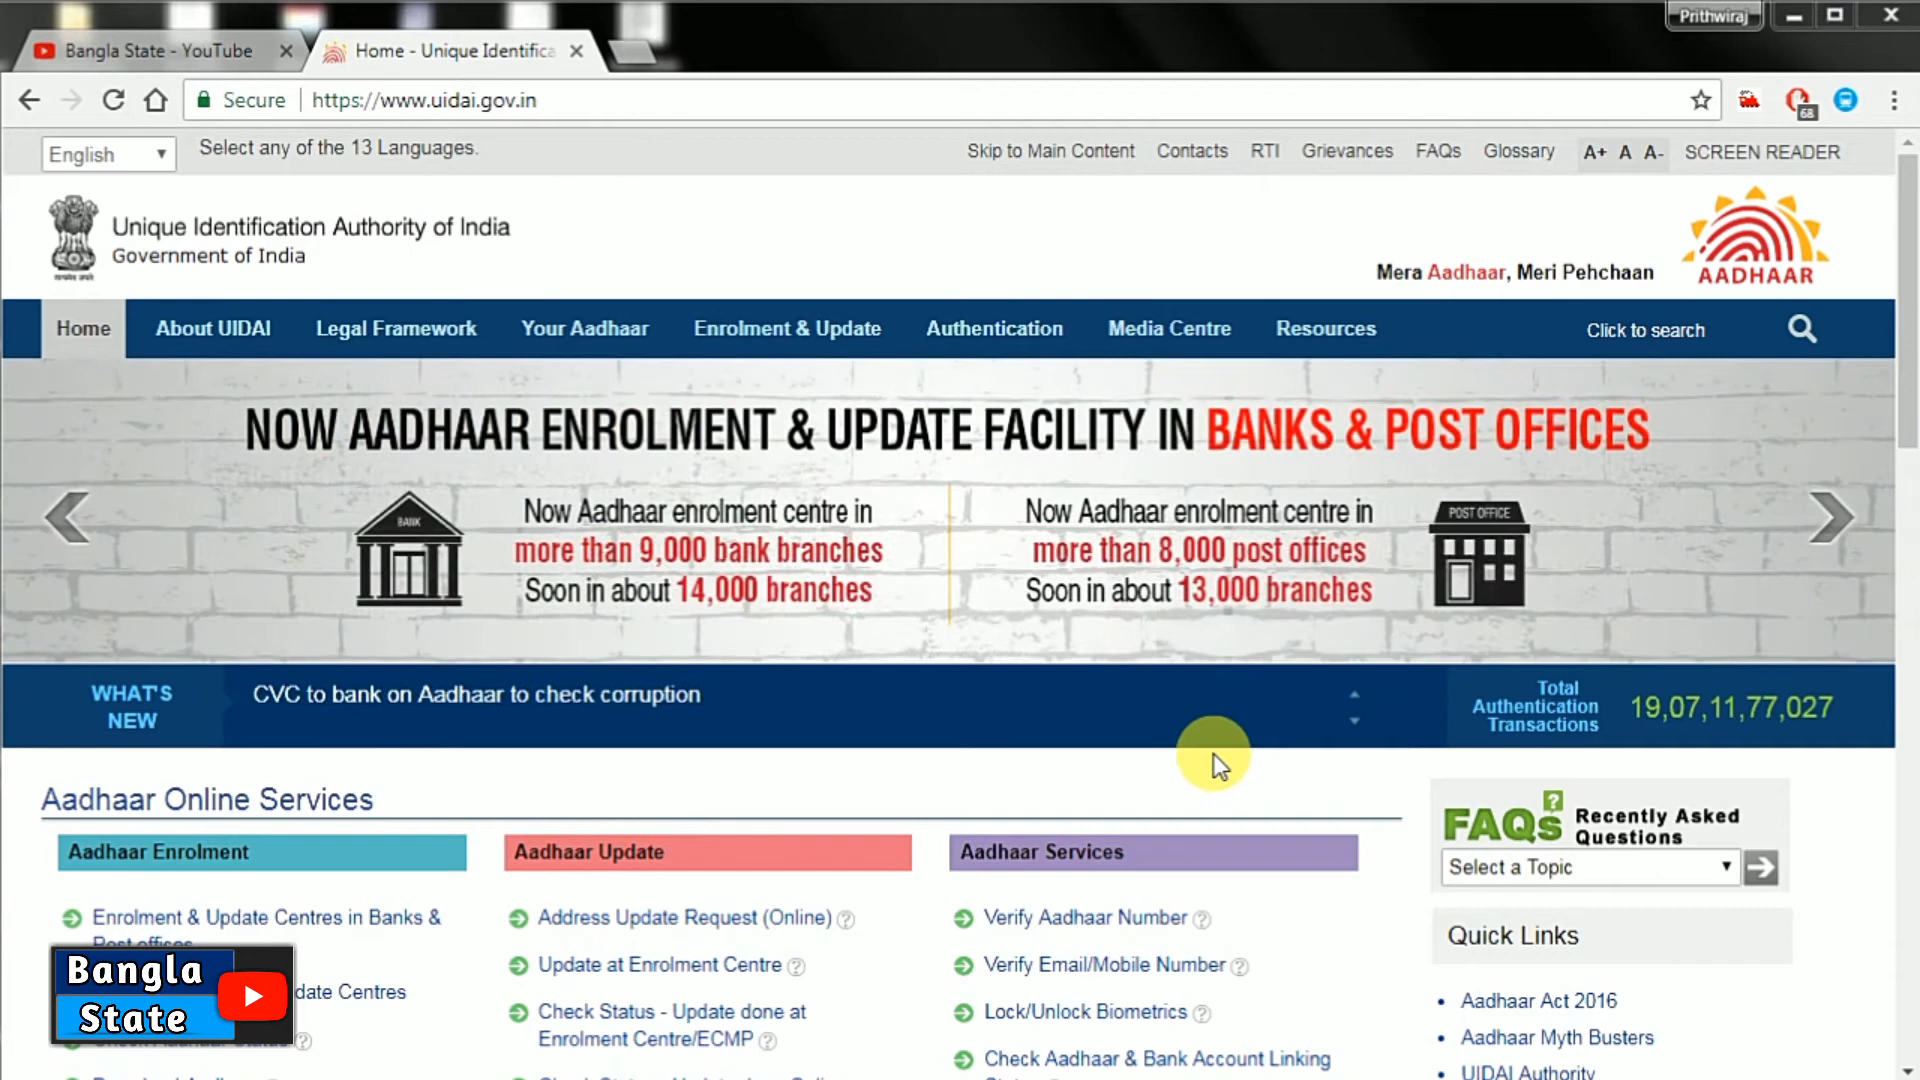 Prithwiraj
Bangla State - YouTube
Home - Unique Identifica
Secure
https://www.uidai.gov.in
68
English
Select any of the 13 Languages.
Skip to Main Content
Contacts
RTI
Grievances
FAQs
Glossary
A+ A A-
SCREEN READER
Unique Identification Authority of India
Government of India
Mera Aadhaar, Meri Pehchaan
AADHAAR
Home
About UIDAI
Legal Framework
Your Aadhaar
Enrolment & Update
Authentication
Media Centre
Resources
Click to search
NOW AADHAAR ENROLMENT & UPDATE FACILITY IN BANKS & POST OFFICES
BANK
Now Aadhaar enrolment centre in
more than 9,000 bank branches
Soon in about 14,000 branches
Now Aadhaar enrolment centre in
more than 8,000 post offices
Soon in about 13,000 branches
POST OFFICE
WHAT'S
NEW
CVC to bank on Aadhaar to check corruption
Total
Authentication
Transactions
19,07,11,77,027
Aadhaar Online Services
Aadhaar Enrolment
Enrolment & Update Centres in Banks &
Post offices
date Centres
Aadhaar Update
Address Update Request (Online)
Update at Enrolment Centre
Check Status - Update done at
Enrolment Centre/ECMP
Aadhaar Services
Verify Aadhaar Number
Verify Email/Mobile Number
Lock/Unlock Biometrics
Check Aadhaar & Bank Account Linking
FAQs
Recently Asked
Questions
Select a Topic
Quick Links
Aadhaar Act 2016
Aadhaar Myth Busters
UIDAI Authority
Bangla
State